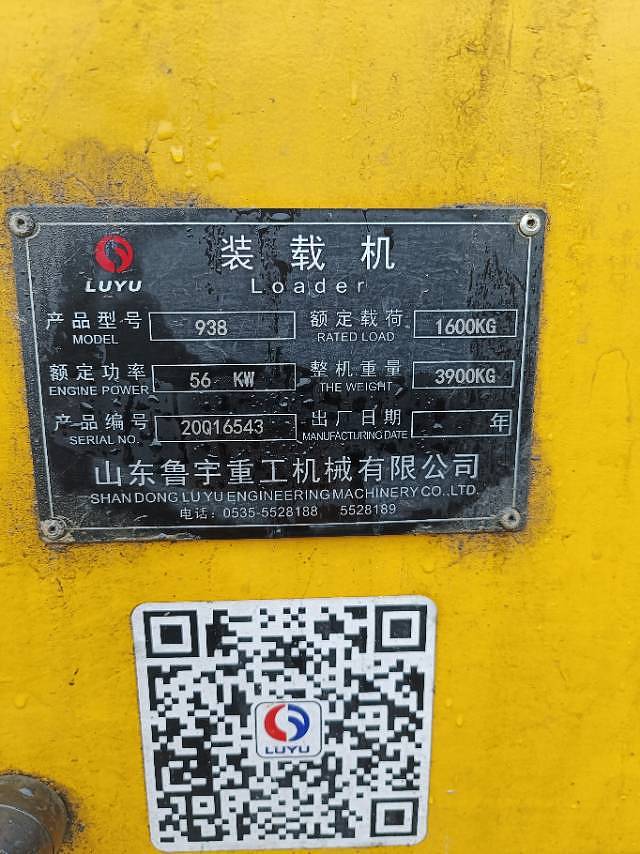 装载机
LUYU
Loader
产品型号 938 额定载荷 1600KG
MODEL RATED LOAD
额定功率 56 KW 整机重量 3900KG
ENGINE POWER THE WEIGHT
产品编号 20Q16543 出厂日期 年
SERIAL NO. MANUFACTURING DATE
山东鲁宇重工机械有限公司
SHAN DONG LU YU ENGINEERING MACHINERY CO.,LTD.
电话: 0535-5528188 5528189
LUYU